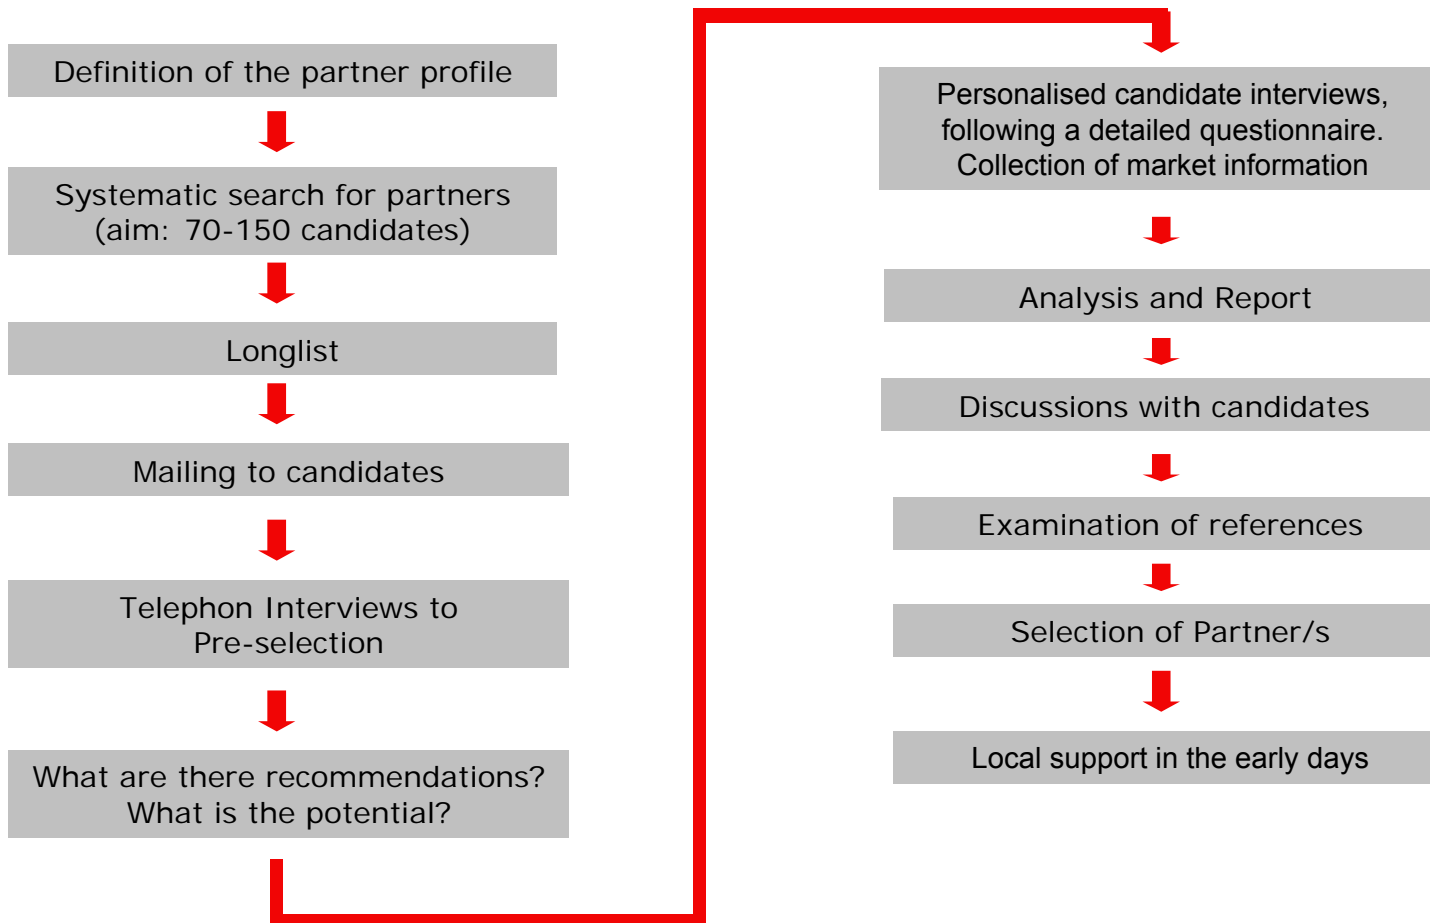 Definition of the partner profile
Systematic search for partners
(aim: 70-150 candidates)
Longlist
Mailing to candidates
Telephon Interviews to
Pre-selection
What are there recommendations?
What is the potential?
Personalised candidate interviews,
following a detailed questionnaire.
Collection of market information
Analysis and Report
Discussions with candidates
Examination of references
Selection of Partner/s
Local support in the early days